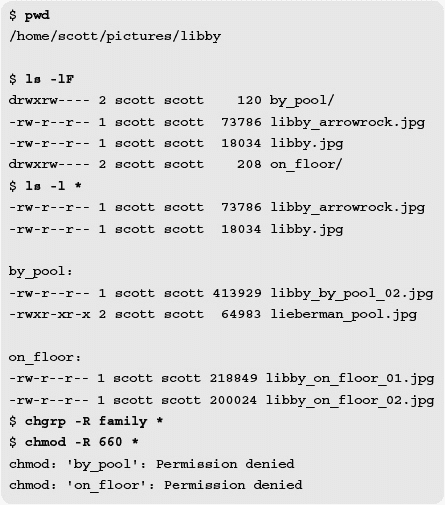 $ pwd
/home/scott/pictures/libby
$ ls -lF
drwxrw---- 2 scott scott    120 by_pool/
-rw-r--r-- 1 scott scott  73786 libby_arrowrock.jpg
-rw-r--r-- 1 scott scott  18034 libby.jpg
drwxrw---- 2 scott scott    208 on_floor/
$ ls -l *
-rw-r--r-- 1 scott scott  73786 libby_arrowrock.jpg
-rw-r--r-- 1 scott scott  18034 libby.jpg
by_pool:
-rw-r--r-- 1 scott scott 413929 libby_by_pool_02.jpg
-rwxr-xr-x 2 scott scott  64983 lieberman_pool.jpg
on_floor:
-rw-r--r-- 1 scott scott 218849 libby_on_floor_01.jpg
-rw-r--r-- 1 scott scott 200024 libby_on_floor_02.jpg
$ chgrp -R family *
$ chmod -R 660 *
chmod: 'by_pool': Permission denied
chmod: 'on_floor': Permission denied